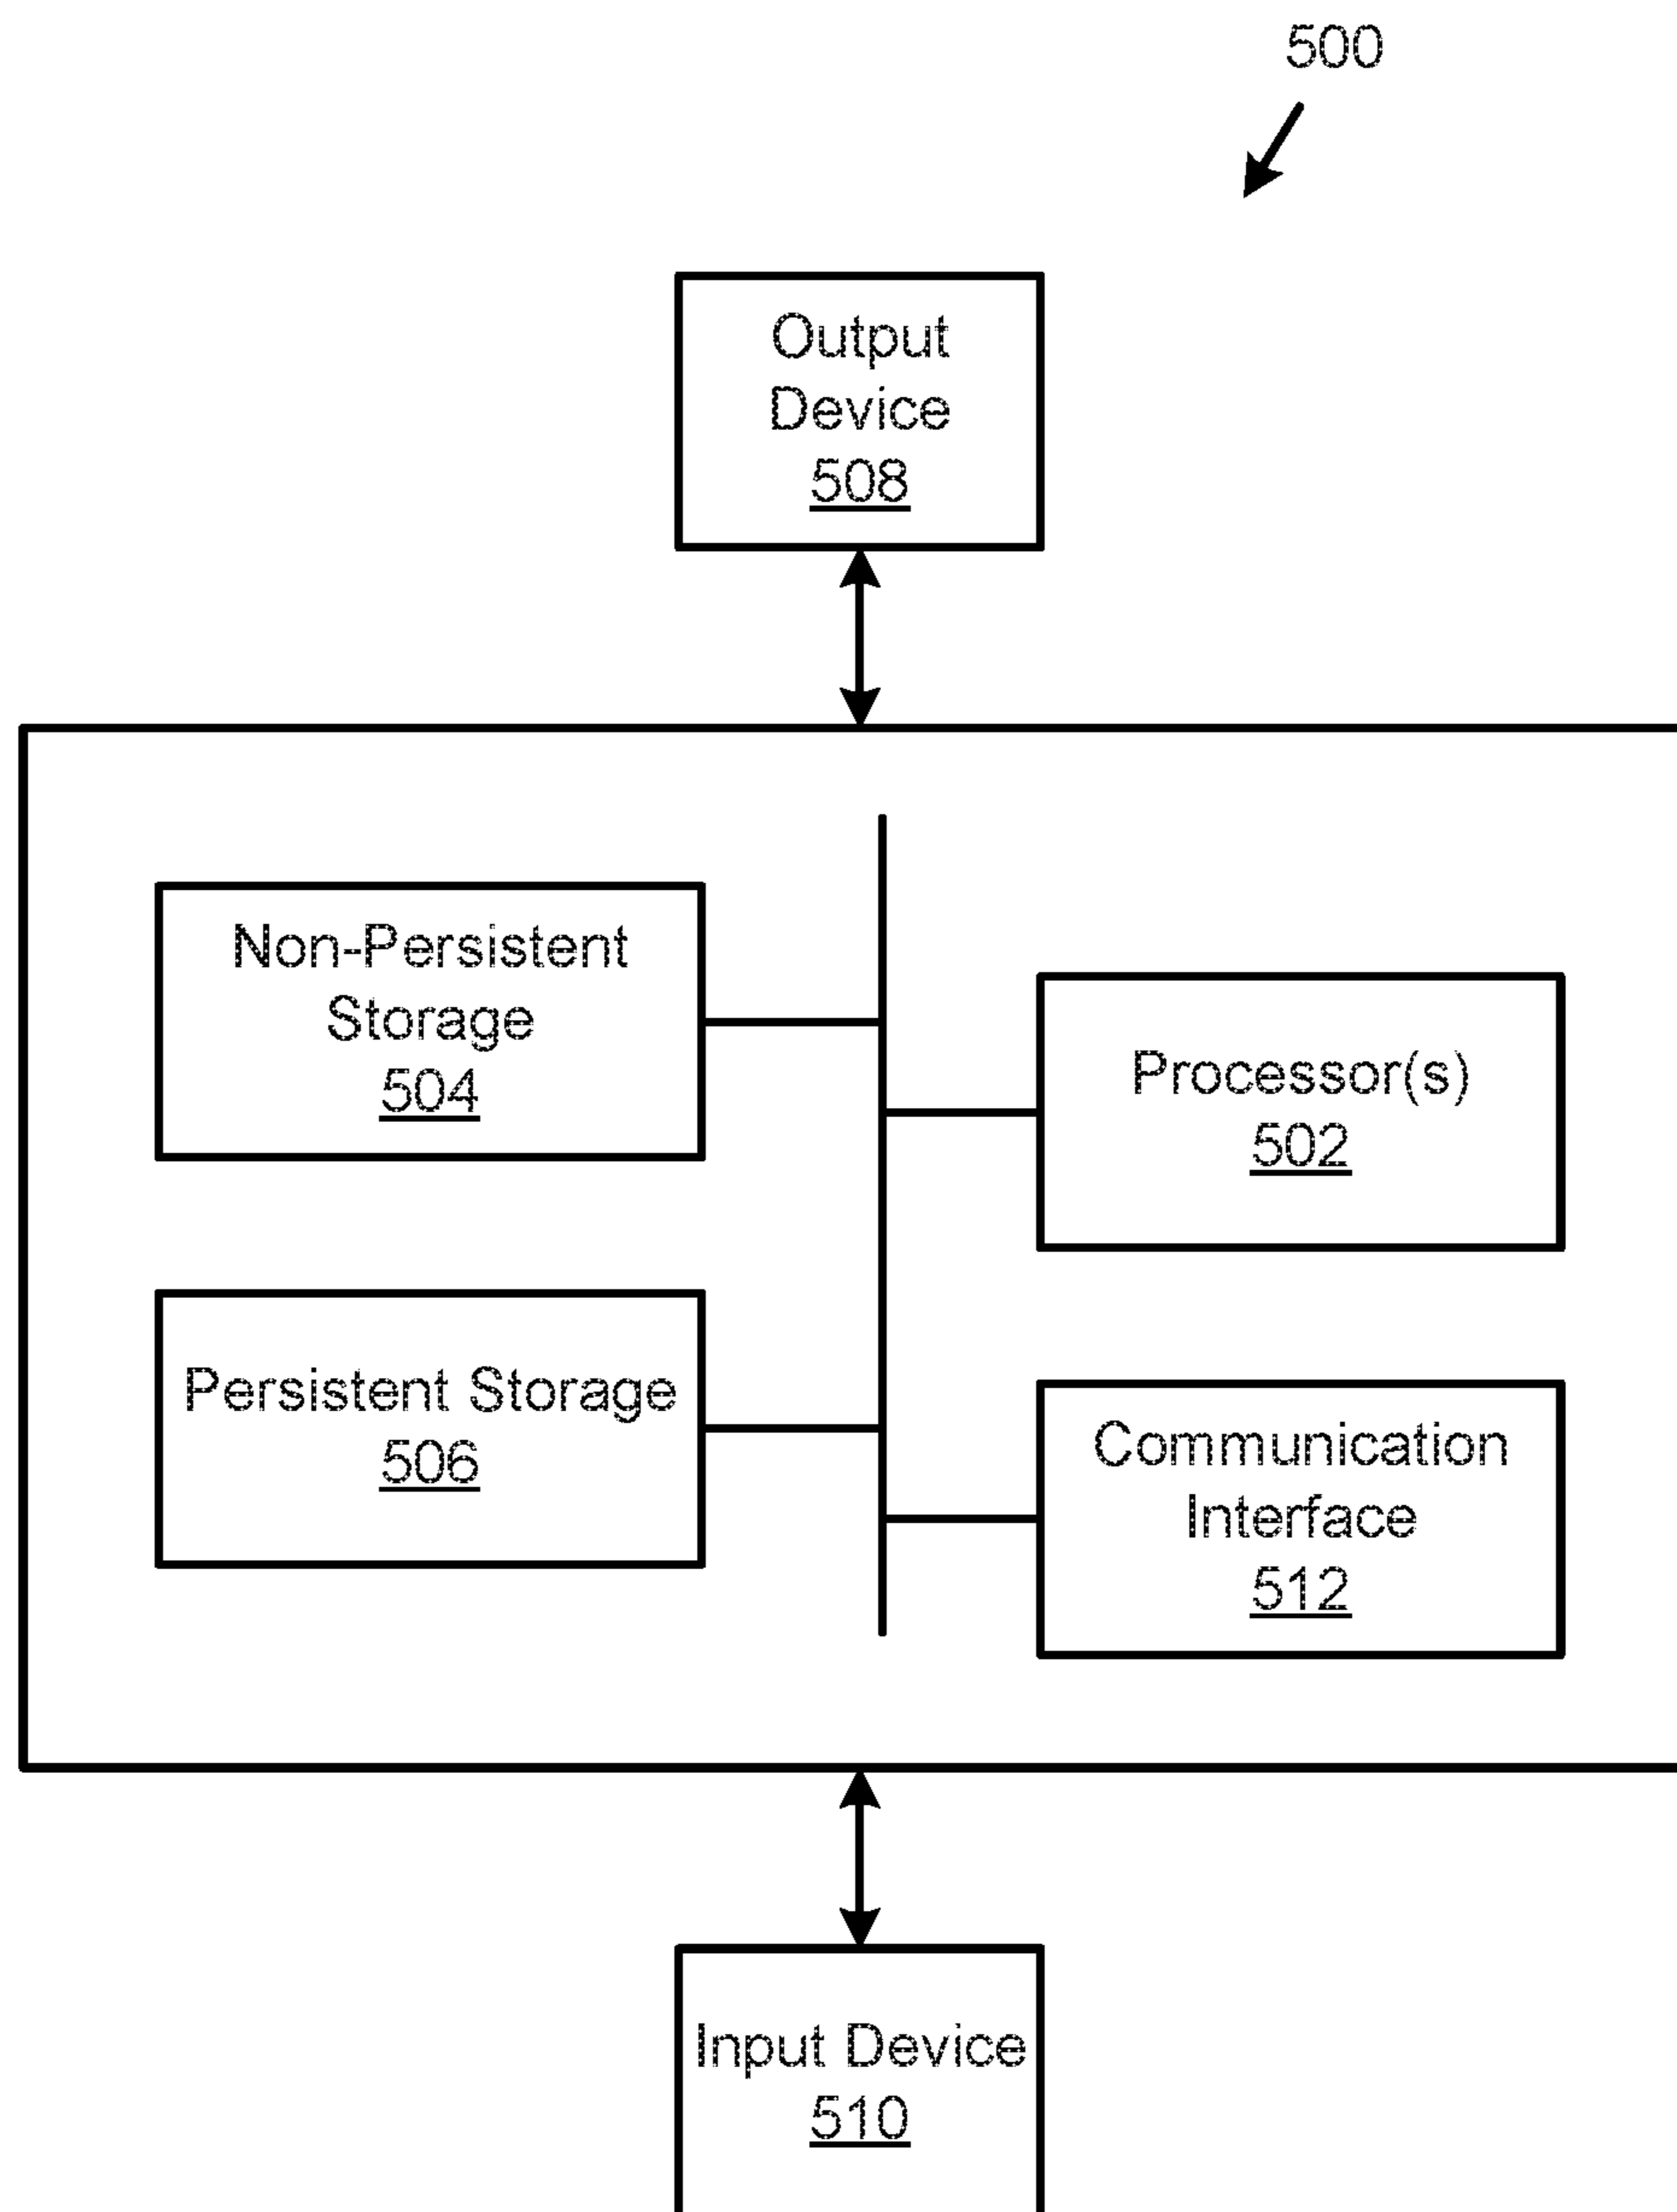 500
Output
Device
508
Non-Persistent
Storage
504
Processor(s)
502
Persistent Storage
506
Communication
Interface
512
Input Device
510